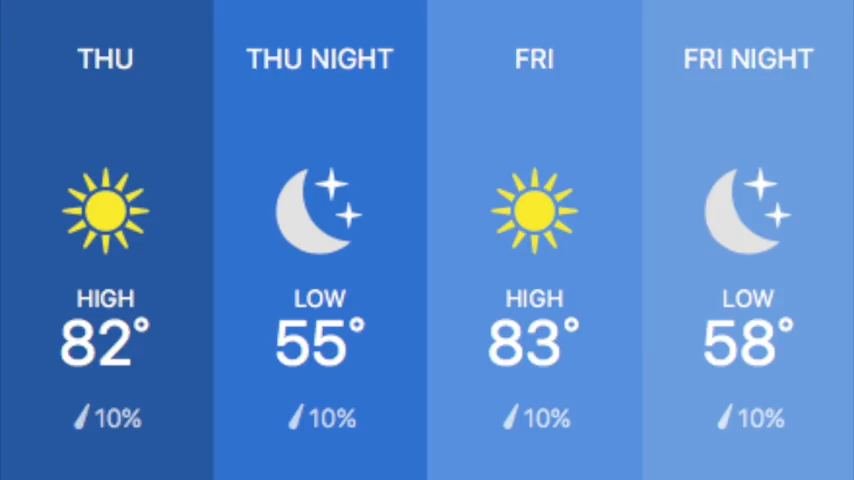 THU
HIGH
82°
10%
THU NIGHT
LOW
55°
10%
FRI
HIGH
83°
10%
FRI NIGHT
LOW
58°
10%